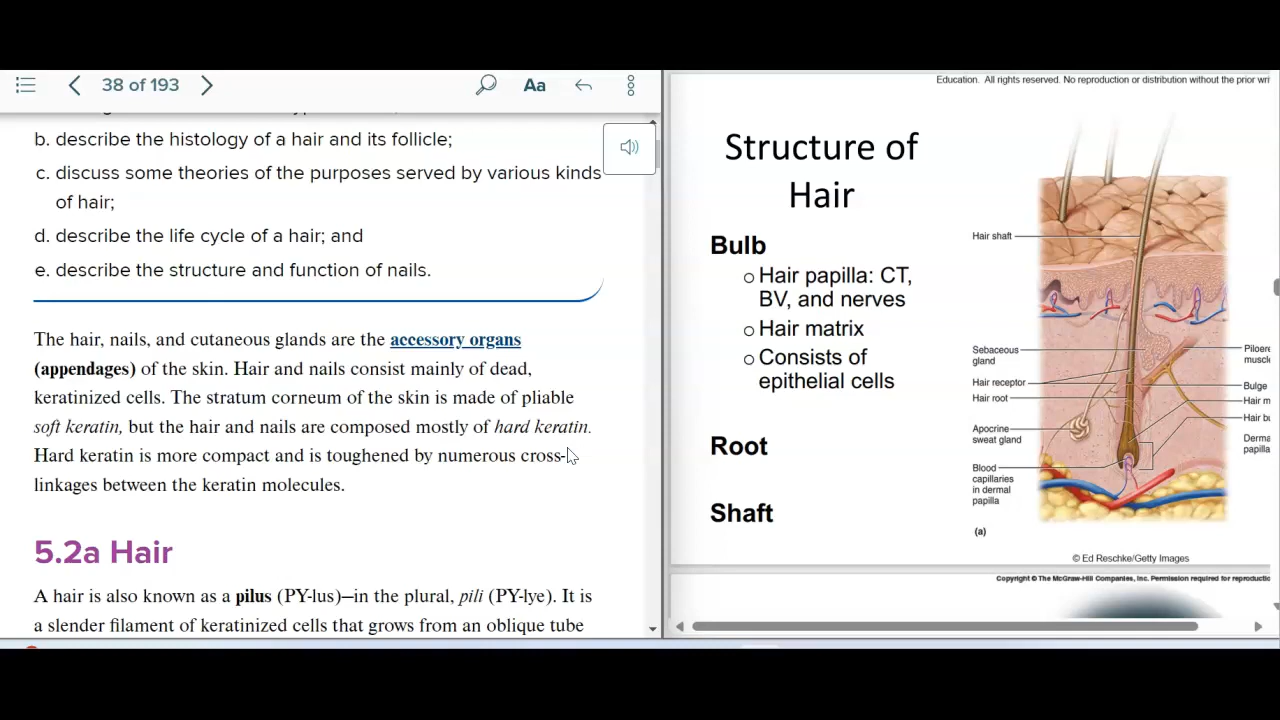 38 of 193
Aa
b. describe the histology of a hair and its follicle;
c. discuss some theories of the purposes served by various kinds
of hair;
d. describe the life cycle of a hair; and
e. describe the structure and function of nails.
The hair, nails, and cutaneous glands are the accessory organs
(appendages) of the skin. Hair and nails consist mainly of dead,
keratinized cells. The stratum corneum of the skin is made of pliable
soft keratin, but the hair and nails are composed mostly of hard keratin.
Hard keratin is more compact and is toughened by numerous cross-
linkages between the keratin molecules.
5.2a Hair
A hair is also known as a pilus (PY-lus)—in the plural, pili (PY-lye). It is
a slender filament of keratinized cells that grows from an oblique tube
Education. All rights reserved. No reproduction or distribution without the prior wri
Structure of
Hair
Bulb
Hair papilla: CT,
BV, and nerves
Hair matrix
Consists of
epithelial cells
Root
Shaft
Hair shaft
Sebaceous
gland
Hair receptor
Hair root
Apocrine
sweat gland
Blood
capillaries
in dermal
papilla
Piloere
muscle
Bulge
Hair m
Hair bu
Derma
papilla
(a)
© Ed Reschke/Getty Images
Copyright © The McGraw-Hill Companies, Inc. Permission required for reproductio